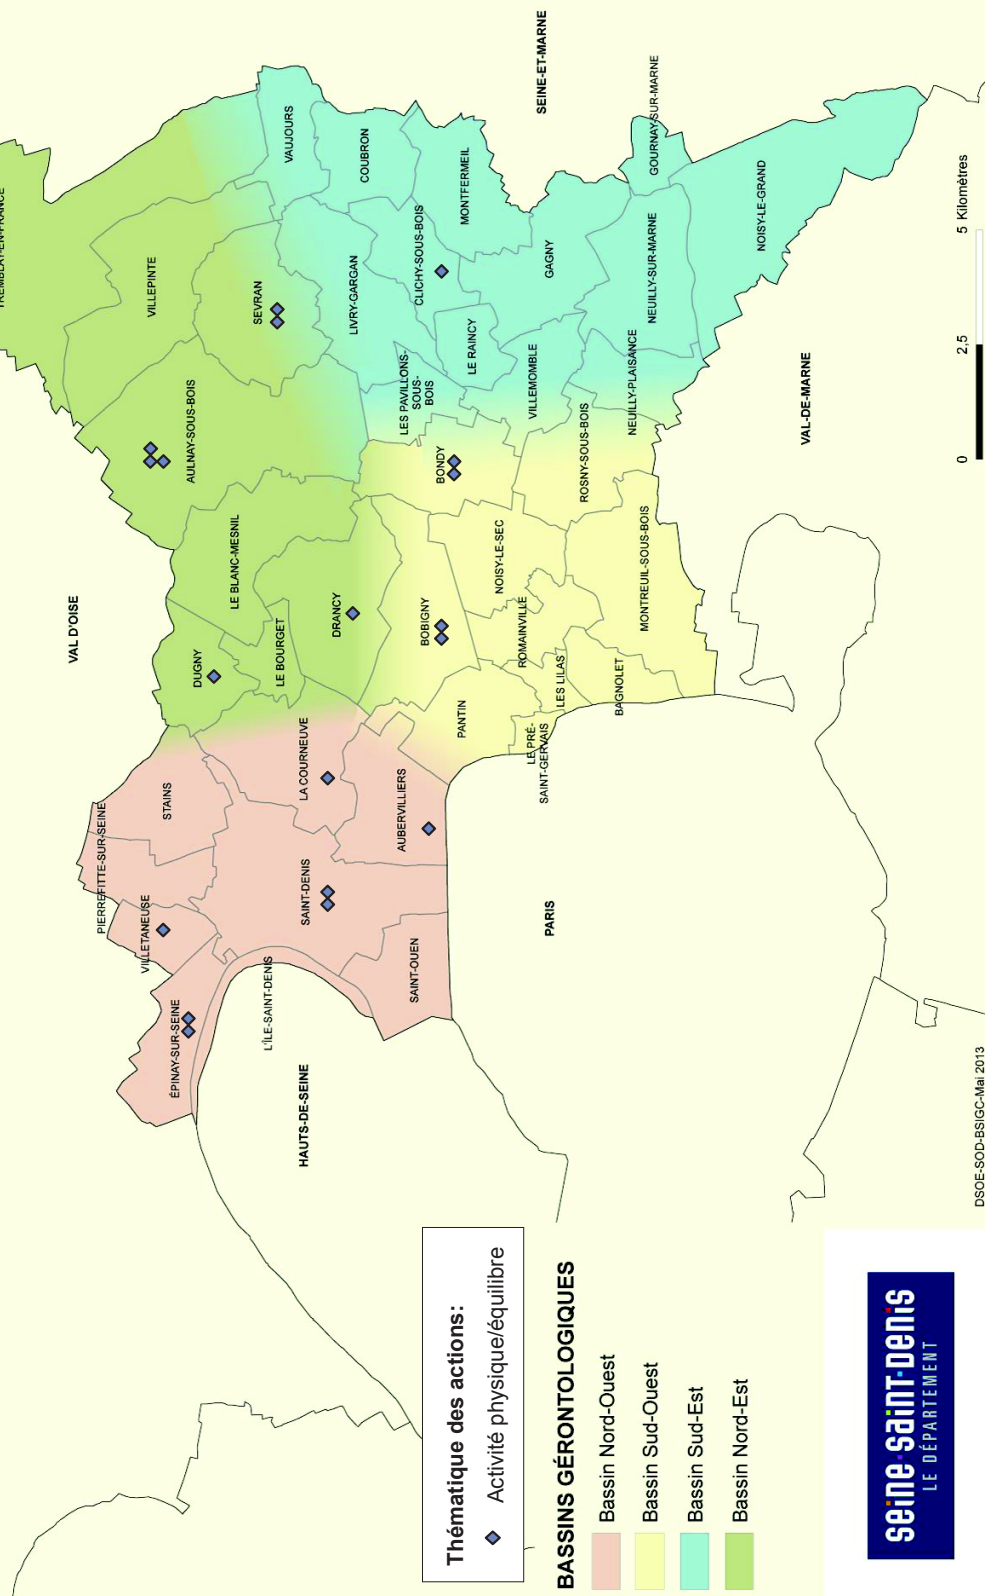 TREMBLAY-EN-FRANCE
VAL D'OISE
VILLEPINTE
SEVRAN
AULNAY-SOUS-BOIS
LE BLANC-MESNIL
DUGNY
LE BOURGET
DRANCY
VAUJOURS
COUBRON
LIVRY-GARGAN
CLICHY-SOUS-BOIS
MONTFERMEIL
LES PAVILLONS-
SOUS-
BOIS
LE RAINCY
GAGNY
VILLEMOMBLE
NEUILLY-PLAISANCE
NEUILLY-SUR-MARNE
GOURNAY-SUR-MARNE
NOISY-LE-GRAND
SEINE-ET-MARNE
BONDY
ROSNY-SOUS-BOIS
NOISY-LE-SEC
BOBIGNY
ROMAINVILLE
MONTREUIL-SOUS-BOIS
LES LILAS
BAGNOLET
PANTIN
LE PRÉ-
SAINT-GERVAIS
VAL-DE-MARNE
STAINS
PIERREFITTE-SUR-SEINE
VILLETANEUSE
ÉPINAY-SUR-SEINE
L'ÎLE-SAINT-DENIS
SAINT-DENIS
LA COURNEUVE
AUBERVILLIERS
SAINT-OUEN
PARIS
HAUTS-DE-SEINE
Thématique des actions:
Activité physique/équilibre
BASSINS GÉRONTOLOGIQUES
Bassin Nord-Ouest
Bassin Sud-Ouest
Bassin Sud-Est
Bassin Nord-Est
seine-saint-denis
LE DÉPARTEMENT
DSOE-SOD-BSIGC-Mai 2013
0 2,5 5 Kilomètres